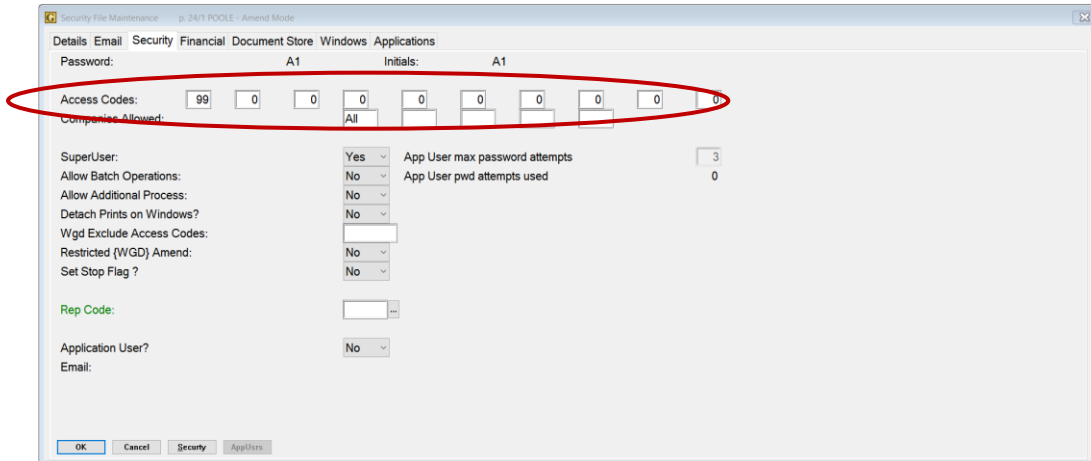 G Security File Maintenance p. 24/1 POOLE - Amend Mode
Details Email Security Financial Document Store Windows Applications
Password: A1 Initials: A1
Access Codes: 99 0 0 0 0 0 0 0 0 0
Companies Allowed: All
SuperUser: Yes App User max password attempts 3
Allow Batch Operations: No App User pwd attempts used 0
Allow Additional Process: No
Detach Prints on Windows? No
Wgd Exclude Access Codes:
Restricted {WGD} Amend: No
Set Stop Flag ? No
Rep Code: ...
Application User? No
Email:
OK Cancel Securty AppUsrs